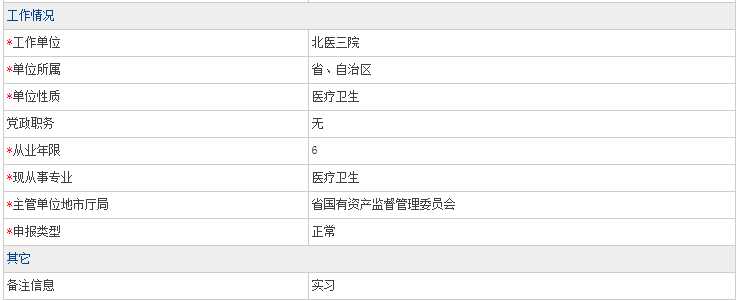 工作情况
*工作单位 北医三院
*单位所属 省、自治区
*单位性质 医疗卫生
党政职务 无
*从业年限 6
*现从事专业 医疗卫生
*主管单位地市厅局 省国有资产监督管理委员会
*申报类型 正常
其它
备注信息 实习